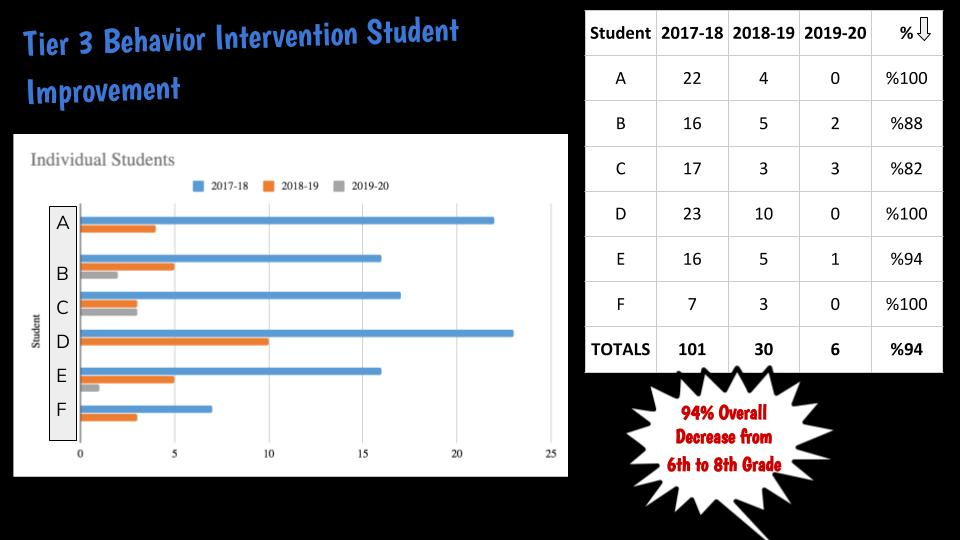 Tier 3 Behavior Intervention Student
Improvement
Individual Students
2017-18 2018-19 2019-20
Student
A
B
C
D
E
F
0 5 10 15 20 25
Student 2017-18 2018-19 2019-20 %
A 22 4 0 %100
B 16 5 2 %88
C 17 3 3 %82
D 23 10 0 %100
E 16 5 1 %94
F 7 3 0 %100
TOTALS 101 30 6 %94
94% Overall
Decrease from
6th to 8th Grade